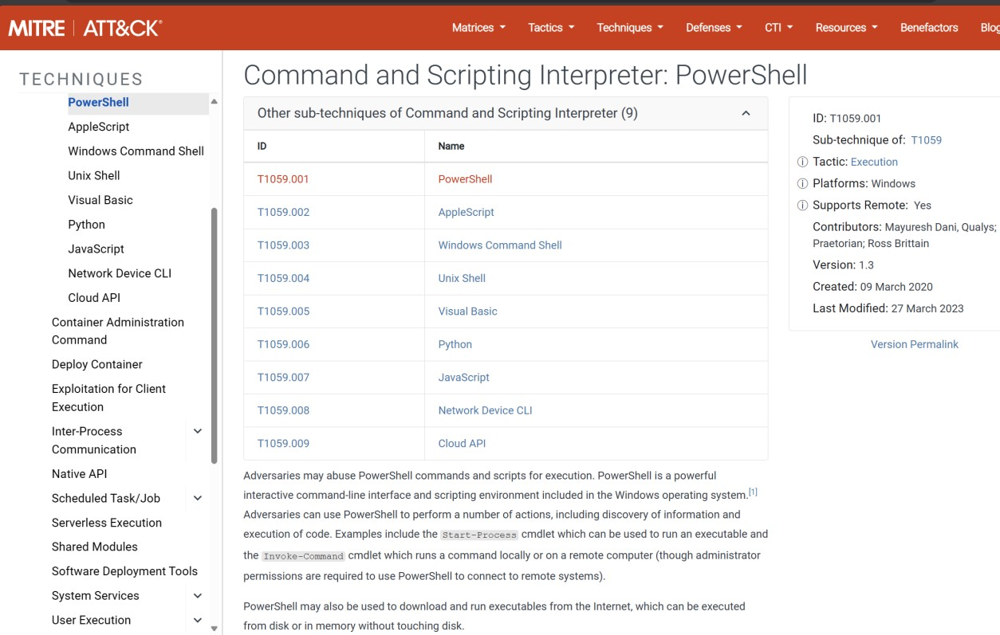 MITRE | ATT&CK®
Matrices
Tactics
Techniques
Defenses
CTI
Resources
Benefactors
Blog
TECHNIQUES
PowerShell
AppleScript
Windows Command Shell
Unix Shell
Visual Basic
Python
JavaScript
Network Device CLI
Cloud API
Container Administration
Command
Deploy Container
Exploitation for Client
Execution
Inter-Process
Communication
Native API
Scheduled Task/Job
Serverless Execution
Shared Modules
Software Deployment Tools
System Services
User Execution
Command and Scripting Interpreter: PowerShell
Other sub-techniques of Command and Scripting Interpreter (9)
ID Name
T1059.001 PowerShell
T1059.002 AppleScript
T1059.003 Windows Command Shell
T1059.004 Unix Shell
T1059.005 Visual Basic
T1059.006 Python
T1059.007 JavaScript
T1059.008 Network Device CLI
T1059.009 Cloud API
Adversaries may abuse PowerShell commands and scripts for execution. PowerShell is a powerful
interactive command-line interface and scripting environment included in the Windows operating system.[1]
Adversaries can use PowerShell to perform a number of actions, including discovery of information and
execution of code. Examples include the Start-Process cmdlet which can be used to run an executable and
the Invoke-Command cmdlet which runs a command locally or on a remote computer (though administrator
permissions are required to use PowerShell to connect to remote systems).
PowerShell may also be used to download and run executables from the Internet, which can be executed
from disk or in memory without touching disk.
ID: T1059.001
Sub-technique of: T1059
Tactic: Execution
Platforms: Windows
Supports Remote: Yes
Contributors: Mayuresh Dani, Qualys;
Praetorian; Ross Brittain
Version: 1.3
Created: 09 March 2020
Last Modified: 27 March 2023
Version Permalink